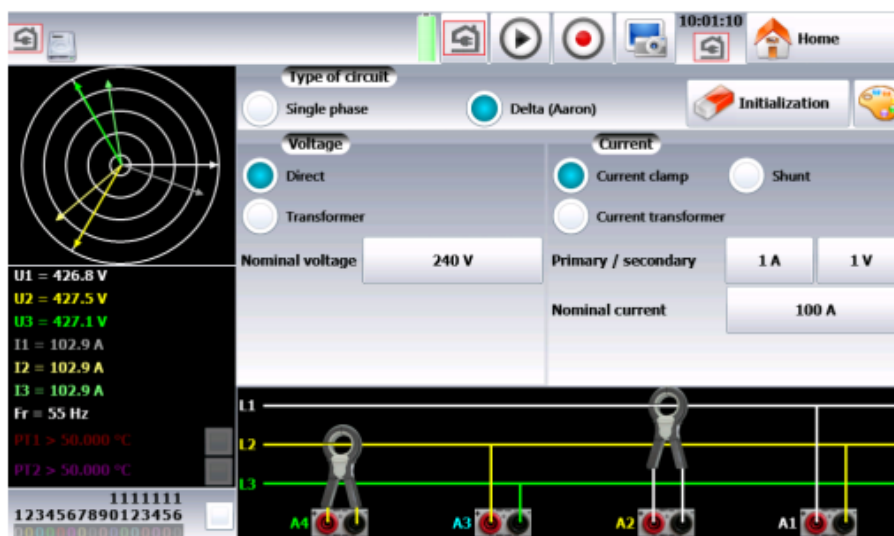 10:01:10
Home
Type of circuit
Single phase
Delta (Aaron)
Initialization
Voltage
Direct
Transformer
Nominal voltage 240 V
Current
Current clamp
Shunt
Current transformer
Primary / secondary 1 A 1 V
Nominal current 100 A
U1 = 426.8 V
U2 = 427.5 V
U3 = 427.1 V
I1 = 102.9 A
I2 = 102.9 A
I3 = 102.9 A
Fr = 55 Hz
PT1 > 50.000 °C
PT2 > 50.000 °C
1111111
1234567890123456
L1
L2
L3
A4 A3 A2 A1